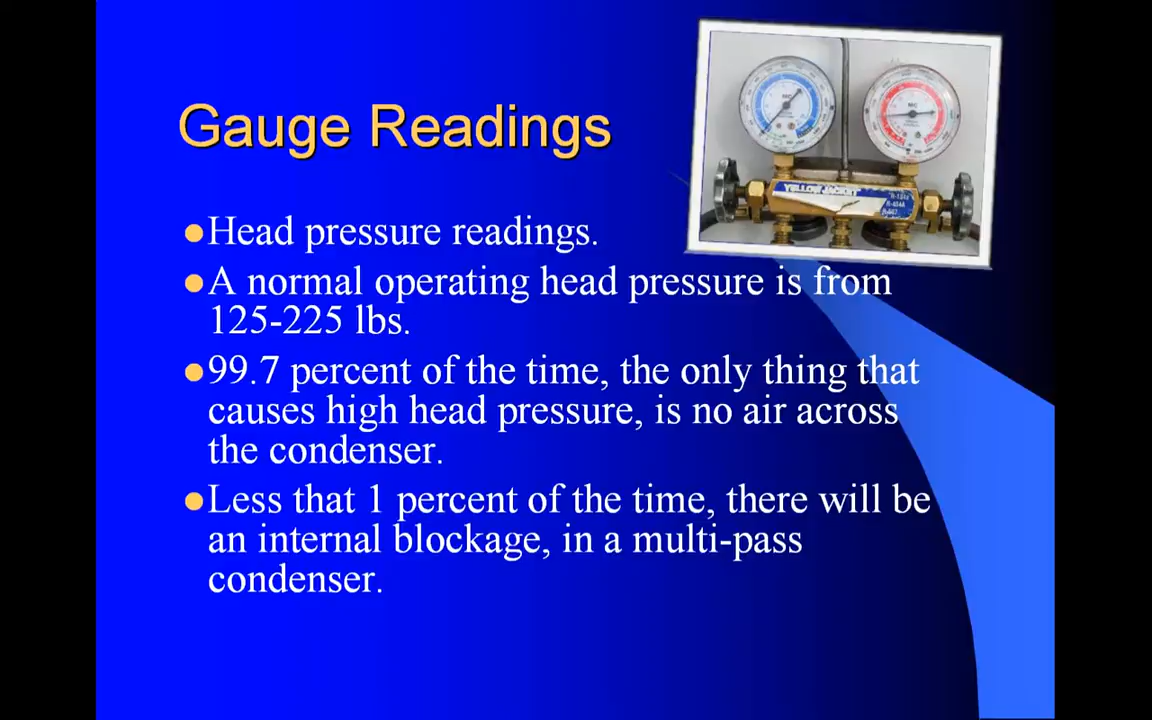 Gauge Readings
YELLOW JACKET
R-404A
Head pressure readings.
A normal operating head pressure is from
125-225 lbs.
99.7 percent of the time, the only thing that
causes high head pressure, is no air across
the condenser.
Less that 1 percent of the time, there will be
an internal blockage, in a multi-pass
condenser.